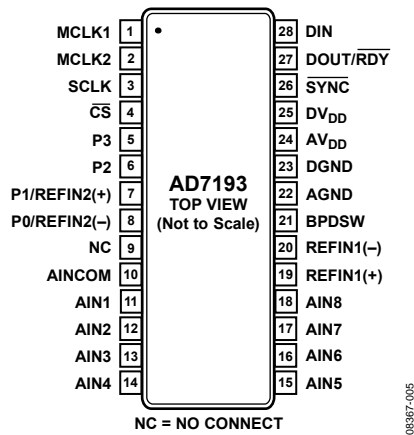 MCLK1 1
MCLK2 2
SCLK 3
CS 4
P3 5
P2 6
P1/REFIN2(+) 7
P0/REFIN2(–) 8
NC 9
AINCOM 10
AIN1 11
AIN2 12
AIN3 13
AIN4 14
AD7193
TOP VIEW
(Not to Scale)
28 DIN
27 DOUT/RDY
26 SYNC
25 DVDD
24 AVDD
23 DGND
22 AGND
21 BPDSW
20 REFIN1(–)
19 REFIN1(+)
18 AIN8
17 AIN7
16 AIN6
15 AIN5
NC = NO CONNECT
08367-005